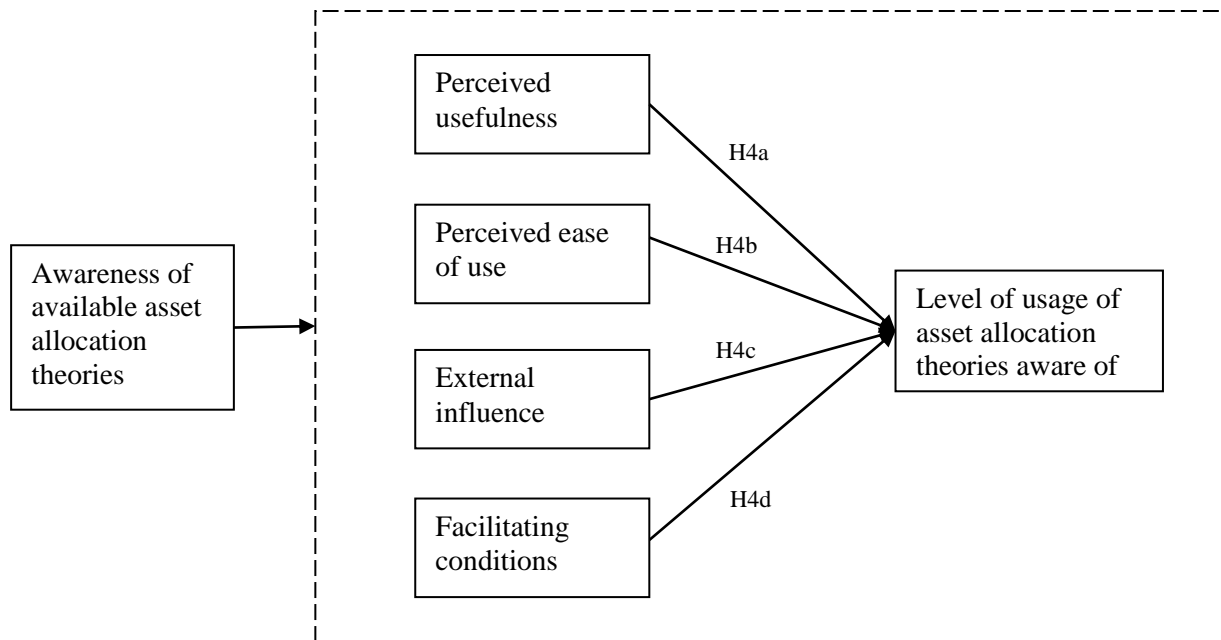 Perceived
usefulness
H4a
Perceived ease
of use
H4b
Awareness of
available asset
allocation
theories
Level of usage of
asset allocation
theories aware of
External
influence
H4c
Facilitating
conditions
H4d